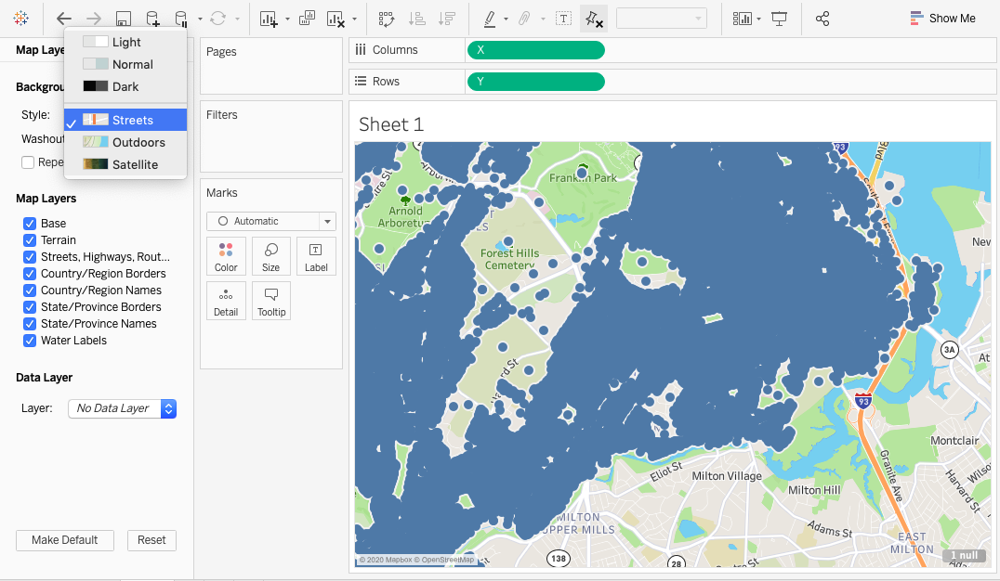 Show Me
Map Laye
Light
Normal
Dark
Streets
Outdoors
Satellite
Backgrou
Style:
Washout
Repe
Map Layers
Base
Terrain
Streets, Highways, Rout...
Country/Region Borders
Country/Region Names
State/Province Borders
State/Province Names
Water Labels
Data Layer
Layer:
No Data Layer
Make Default
Reset
Pages
Filters
Marks
Automatic
Color
Size
Label
Detail
Tooltip
Columns
X
Rows
Y
Sheet 1
93
Blvd
Franklin Park
Arnold
Arboretu
Forest Hills
Cemetery
New
3A
At
93
Montclair
Eliot St
Milton Village
Milton Hill
Granite Ave
Harvard St
Wilso
MILTON
UPPER MILLS
Adams St
EAST
MILTON
138
28
© 2020 Mapbox © OpenStreetMap
1 null